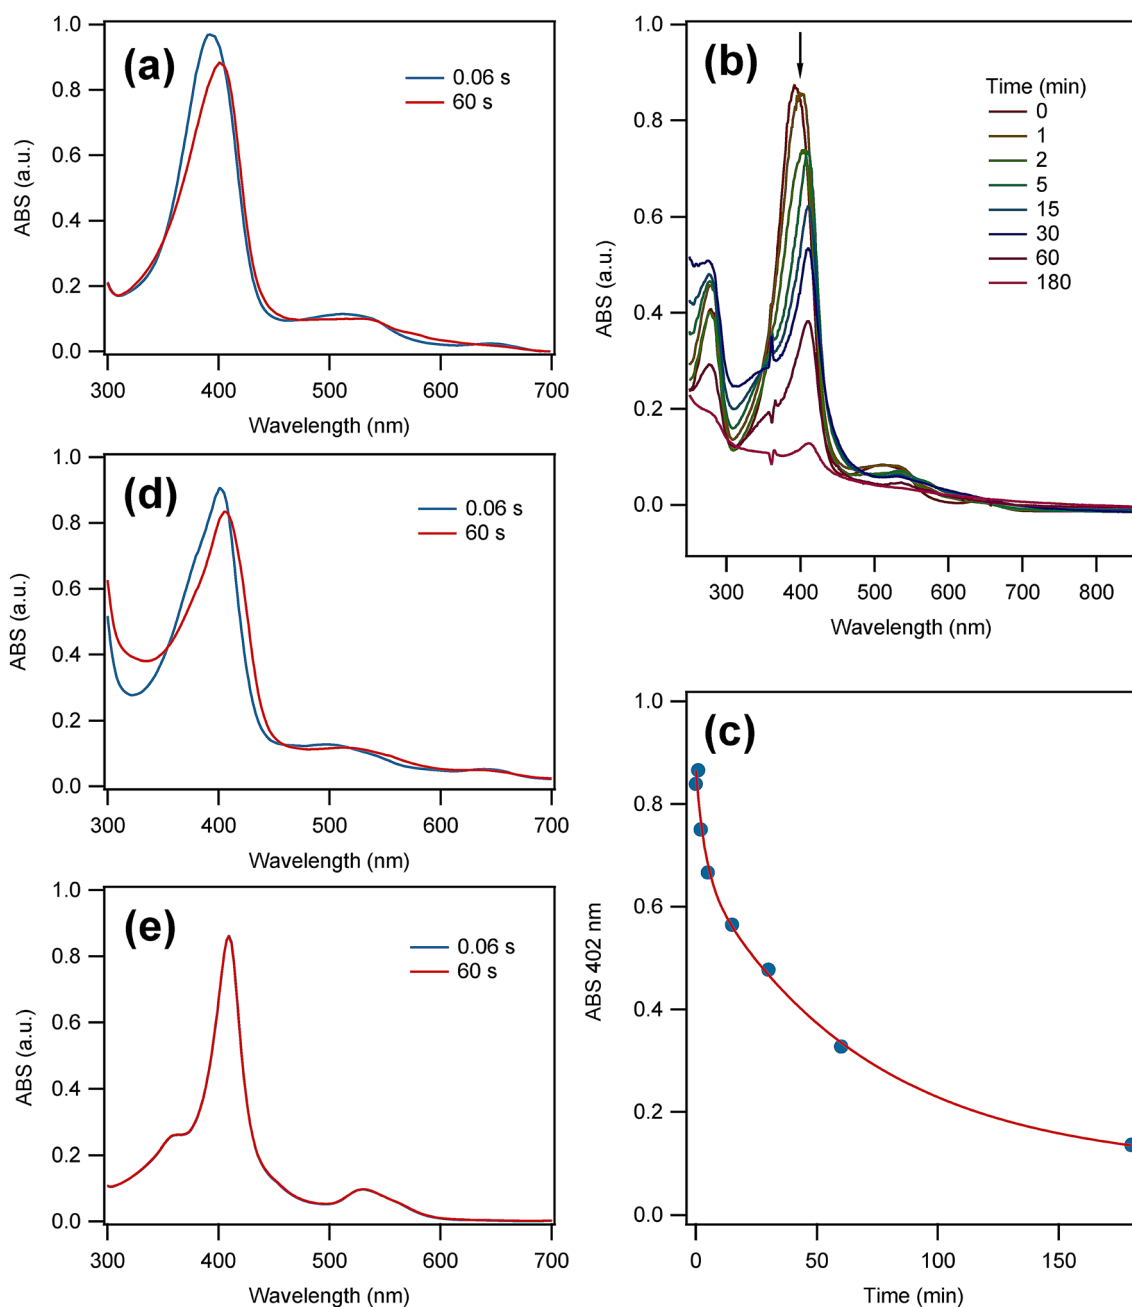 (a)
1.0
0.8
0.6
0.4
0.2
0.0
ABS (a.u.)
0.06 s
60 s
300 400 500 600 700
Wavelength (nm)
(b)
1.0
0.8
0.6
0.4
0.2
0.0
ABS (a.u.)
Time (min)
0
1
2
5
15
30
60
180
300 400 500 600 700 800
Wavelength (nm)
(d)
1.0
0.8
0.6
0.4
0.2
0.0
ABS (a.u.)
0.06 s
60 s
300 400 500 600 700
Wavelength (nm)
(c)
1.0
0.8
0.6
0.4
0.2
0.0
ABS 402 nm
0 50 100 150
Time (min)
(e)
1.0
0.8
0.6
0.4
0.2
0.0
ABS (a.u.)
0.06 s
60 s
300 400 500 600 700
Wavelength (nm)